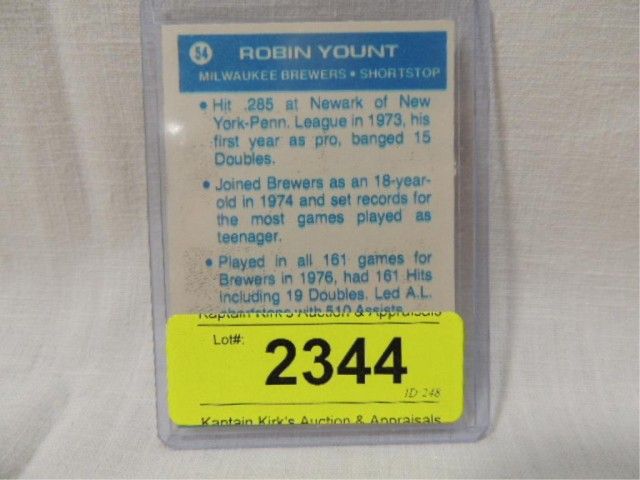 84
ROBIN YOUNT
MILWAUKEE BREWERS • SHORTSTOP
• Hit .285 at Newark of New
York-Penn. League in 1973, his
first year as pro, banged 15
Doubles.
• Joined Brewers as an 18-year-
old in 1974 and set records for
the most games played as
teenager.
• Played in all 161 games for
Brewers in 1976, had 161 Hits
including 19 Doubles. Led A.L.
with 510 Assists.
Kaptain Kirk's Auction & Appraisals
Lot#:
2344
ID 248
Kaptain Kirk's Auction & Appraisals